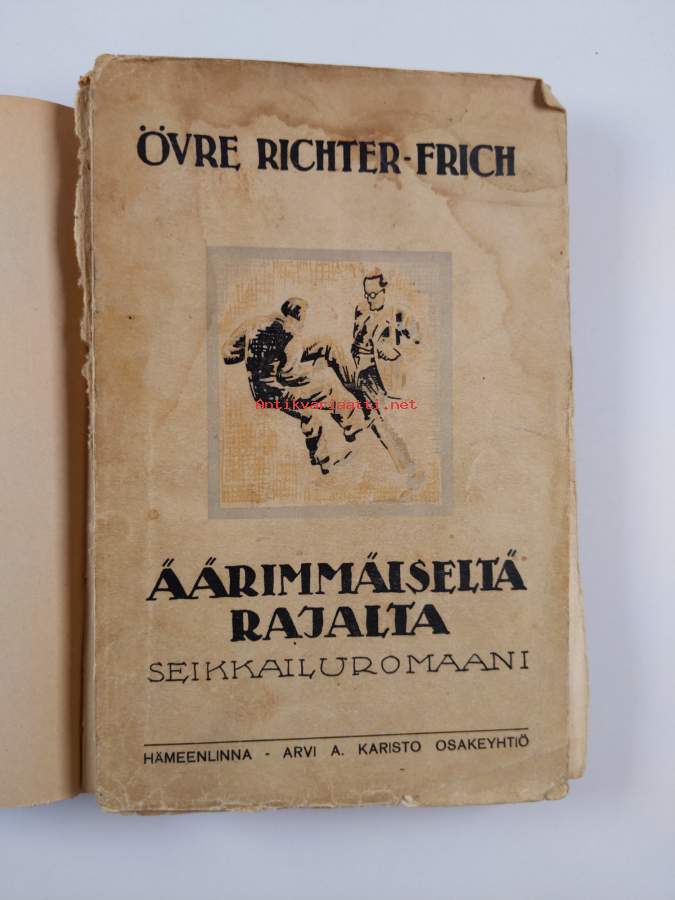 ÖVRE RICHTER-FRICH
Antikvariaatti.net
ÄÄRIMMÄISELTÄ
RAJALTA
SEIKKAILUROMAANI
HÄMEENLINNA - ARVI A. KARISTO OSAKEYHTIÖ